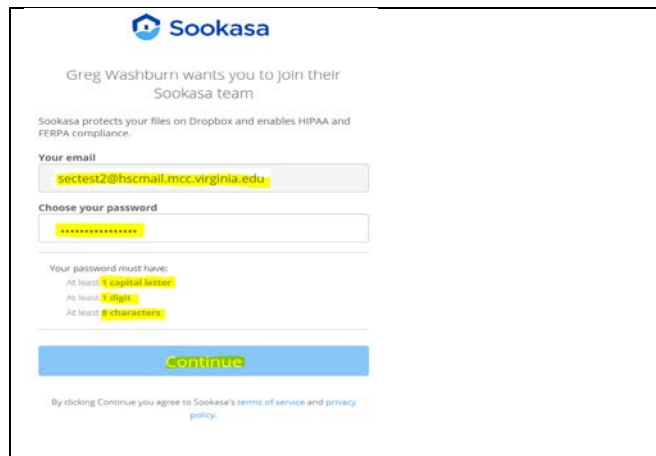 Sookasa
Greg Washburn wants you to join their
Sookasa team
Sookasa protects your files on Dropbox and enables HIPAA and
FERPA compliance.
Your email
sectest2@hscmail.mcc.virginia.edu
Choose your password
••••••••••••••••
Your password must have:
At least 1 capital letter
At least 1 digit
At least 8 characters
Continue
By clicking Continue you agree to Sookasa's terms of service and privacy
policy.